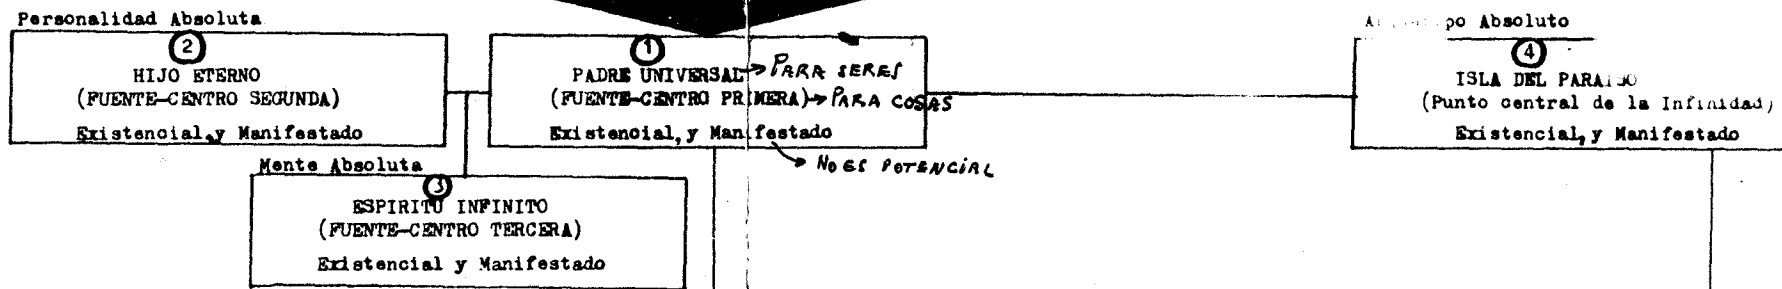 Personalidad Absoluta
2
HIJO ETERNO
(FUENTE-CENTRO SEGUNDA)
Existencial, y Manifestado
1
PADRE UNIVERSAL → PARA SERES
(FUENTE-CENTRO PRIMERA) → PARA COSAS
Existencial, y Manifestado
→ NO ES POTENCIAL
Mente Absoluta
3
ESPIRITU INFINITO
(FUENTE-CENTRO TERCERA)
Existencial y Manifestado
Absoluto
4
ISLA DEL PARAISO
(Punto central de la Infinidad)
Existencial, y Manifestado